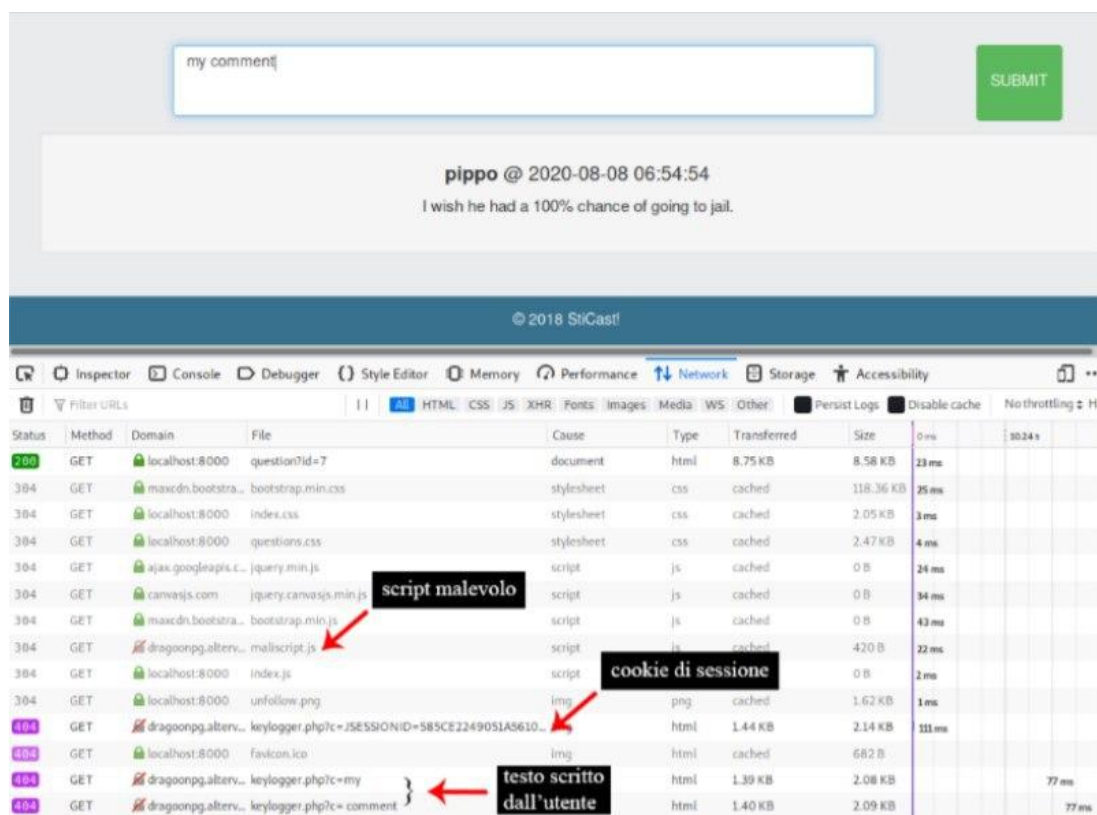 my comment
SUBMIT
pippo @ 2020-08-08 06:54:54
I wish he had a 100% chance of going to jail.
© 2018 StiCast!
Inspector Console Debugger Style Editor Memory Performance Network Storage Accessibility
Filter URLs All HTML CSS JS XHR Fonts Images Media WS Other Persist Logs Disable cache No throttling H
Status Method Domain File Cause Type Transferred Size 0 ms 10.24 s
200 GET localhost:8000 question?id=7 document html 8.75 KB 8.58 KB 23 ms
304 GET maxcdn.bootstra... bootstrap.min.css stylesheet css cached 118.36 KB 25 ms
304 GET localhost:8000 index.css stylesheet css cached 2.05 KB 3 ms
304 GET localhost:8000 questions.css stylesheet css cached 2.47 KB 4 ms
304 GET ajax.googleapis.c... jquery.min.js script js cached 0 B 24 ms
304 GET canvasjs.com jquery.canvasjs.min.js script js cached 0 B 34 ms
script malevolo
304 GET maxcdn.bootstra... bootstrap.min.js script js cached 0 B 43 ms
304 GET dragoonpg.alterv... maliscript.js script js cached 420 B 22 ms
304 GET localhost:8000 index.js script 0 B 2 ms
cookie di sessione
304 GET localhost:8000 unfollow.png img png cached 1.62 KB 1 ms
404 GET dragoonpg.alterv... keylogger.php?c=JSESSIONID=585CE2249051A5610... html 1.44 KB 2.14 KB 111 ms
404 GET localhost:8000 favicon.ico img html cached 682 B
404 GET dragoonpg.alterv... keylogger.php?c=my html 1.39 KB 2.08 KB 77 ms
testo scritto
dall'utente
404 GET dragoonpg.alterv... keylogger.php?c= comment html 1.40 KB 2.09 KB 77 ms